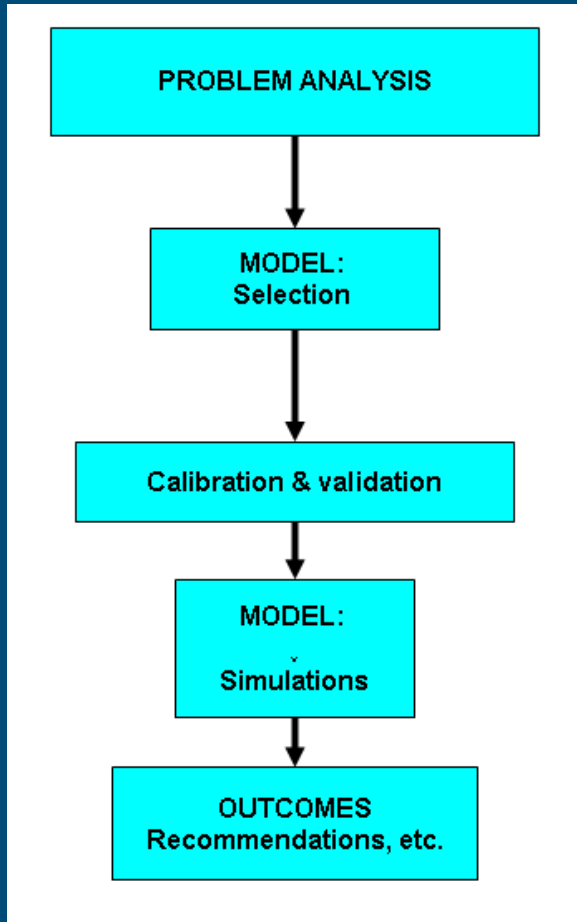 PROBLEM ANALYSIS
MODEL:
Selection
Calibration & validation
MODEL:
Simulations
OUTCOMES
Recommendations, etc.